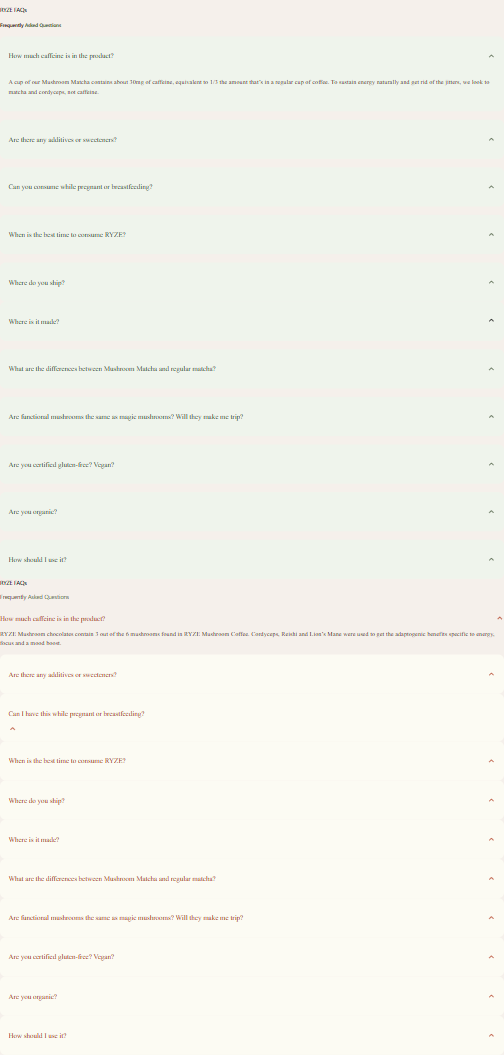 RYZE FAQs
Frequently Asked Questions
How much caffeine is in the product?
A cup of our Mushroom Matcha contains about 30mg of caffeine, equivalent to 1/3 the amount that's in a regular cup of coffee. To sustain energy naturally and get rid of the jitters, we look to
matcha and cordyceps, not caffeine.
Are there any additives or sweeteners?
Can you consume while pregnant or breastfeeding?
When is the best time to consume RYZE?
Where do you ship?
Where is it made?
What are the differences between Mushroom Matcha and regular matcha?
Are functional mushrooms the same as magic mushrooms? Will they make me trip?
Are you certified gluten-free? Vegan?
Are you organic?
How should I use it?
RYZE FAQs
Frequently Asked Questions
How much caffeine is in the product?
RYZE Mushroom chocolates contain 3 out of the 6 mushrooms found in RYZE Mushroom Coffee. Cordyceps, Reishi and Lion's Mane were used to get the adaptogenic benefits specific to energy,
focus and a mood boost.
Are there any additives or sweeteners?
Can I have this while pregnant or breastfeeding?
When is the best time to consume RYZE?
Where do you ship?
Where is it made?
What are the differences between Mushroom Matcha and regular matcha?
Are functional mushrooms the same as magic mushrooms? Will they make me trip?
Are you certified gluten-free? Vegan?
Are you organic?
How should I use it?